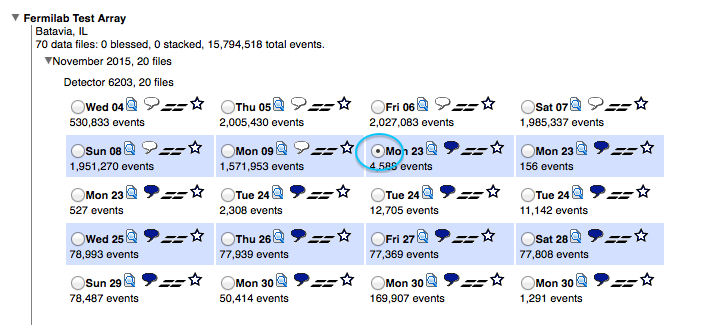 Fermilab Test Array
Batavia, IL
70 data files: 0 blessed, 0 stacked, 15,794,518 total events.
November 2015, 20 files
Detector 6203, 20 files
Wed 04 Thu 05 Fri 06 Sat 07
530,833 events 2,005,430 events 2,027,083 events 1,985,337 events
Sun 08 Mon 09 Mon 23 Mon 23
1,951,270 events 1,571,953 events 4,589 events 156 events
Mon 23 Tue 24 Tue 24 Tue 24
527 events 2,308 events 12,705 events 11,142 events
Wed 25 Thu 26 Fri 27 Sat 28
78,993 events 77,939 events 77,369 events 77,808 events
Sun 29 Mon 30 Mon 30 Mon 30
78,487 events 50,414 events 169,907 events 1,291 events